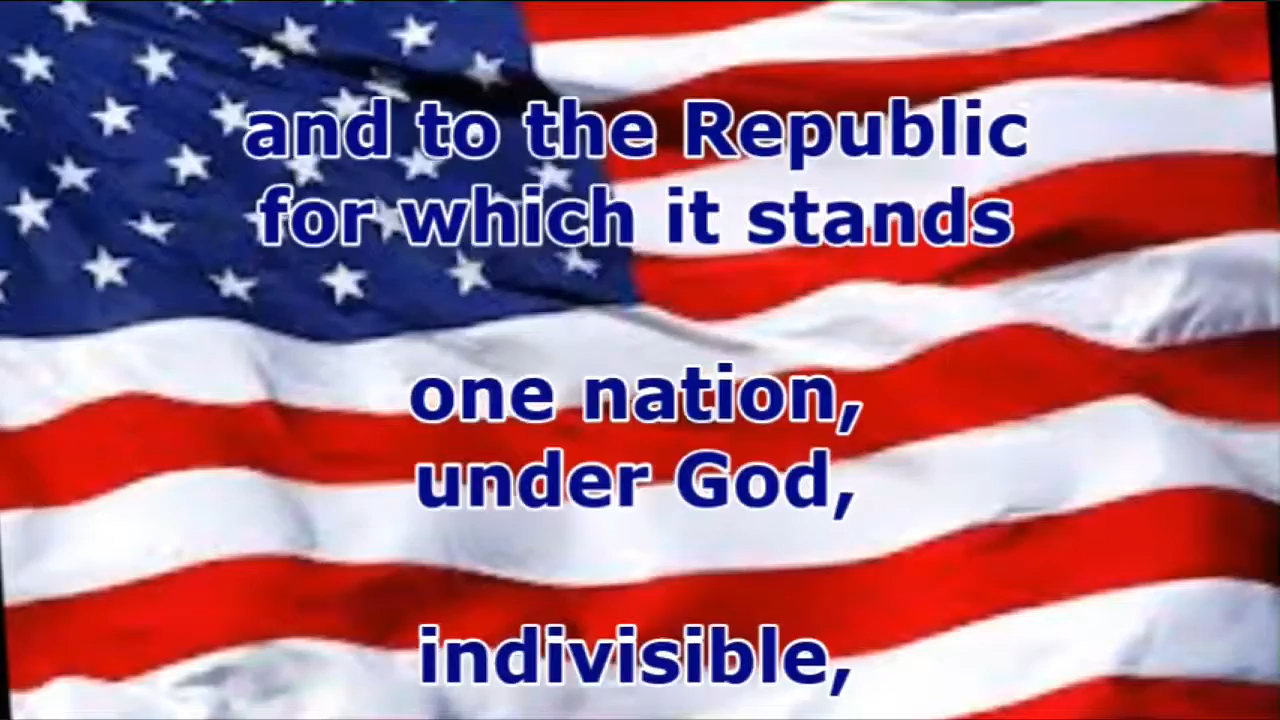 and to the Republic
for which it stands
one nation,
under God,
indivisible,